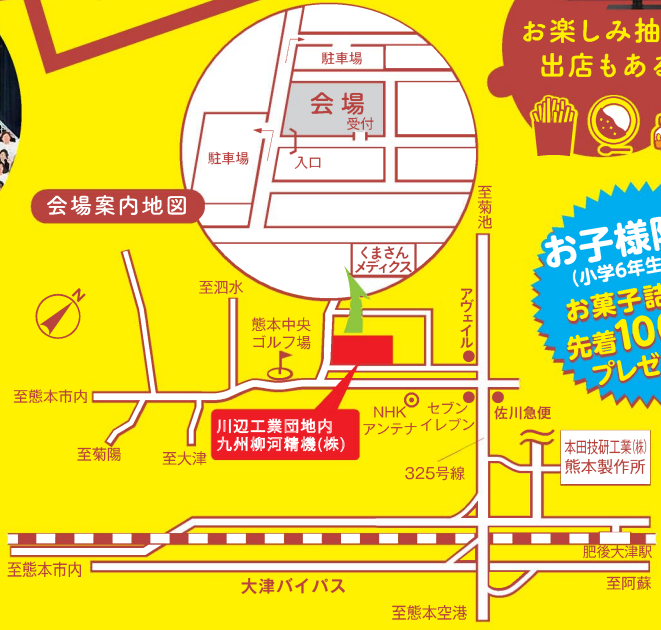 お楽しみ抽
出店もある
駐車場
会場
受付
駐車場
入口
会場案内地図
くまさん
メディクス
至菊池
お子様限
(小学6年生
お菓子詰
先着100
プレゼ
N
至泗水
熊本中央
ゴルフ場
アヴェイル
至熊本市内
川辺工業団地内
九州柳河精機(株)
NHK
アンテナ
セブン
イレブン
佐川急便
至菊陽
至大津
325号線
本田技研工業(株)
熊本製作所
肥後大津駅
至熊本市内
大津バイパス
至阿蘇
至熊本空港